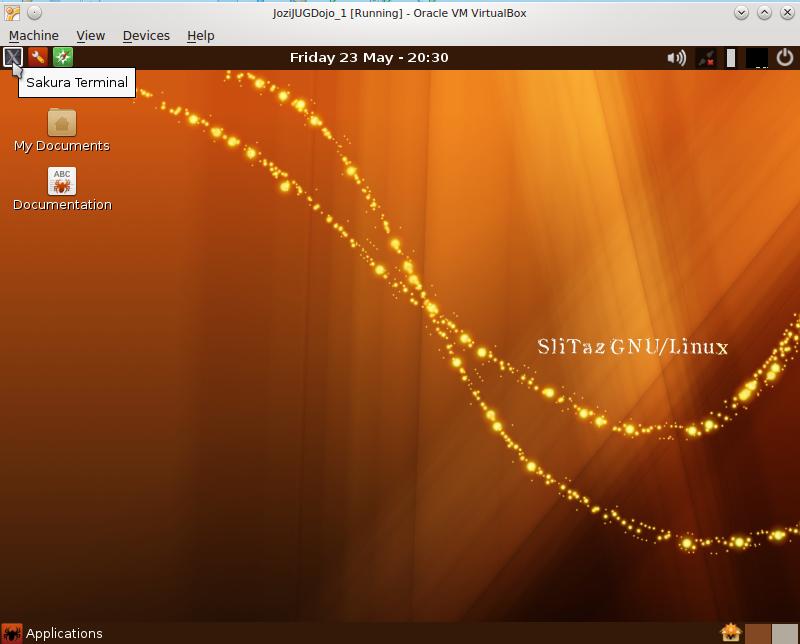 JoziJUGDojo_1 [Running] - Oracle VM VirtualBox
Machine View Devices Help
Friday 23 May - 20:30
Sakura Terminal
My Documents
ABC
Documentation
SliTaz GNU/Linux
Applications